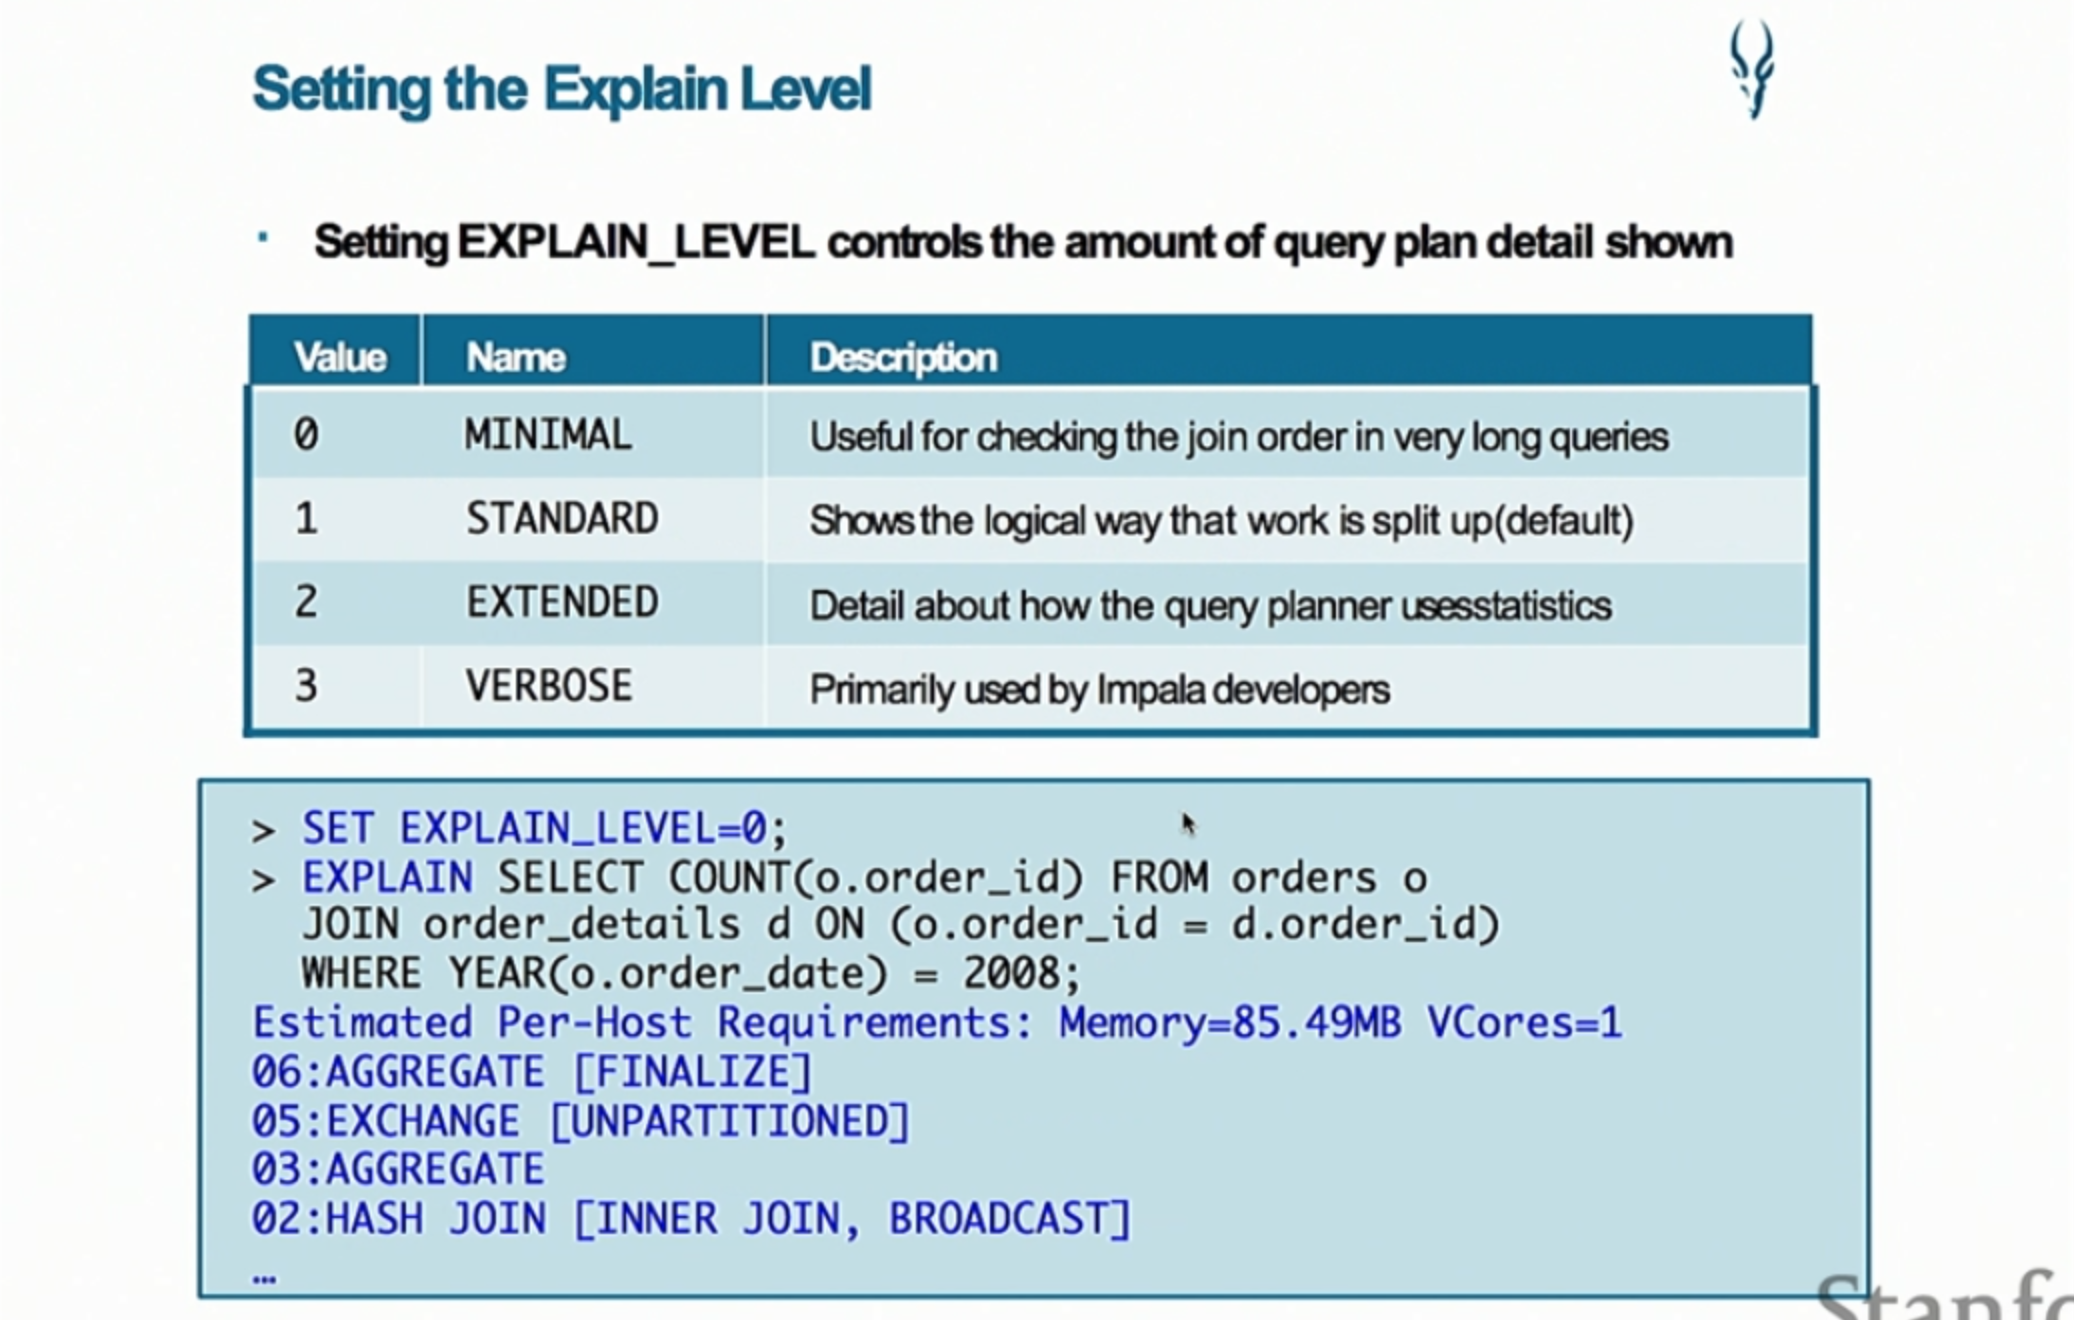 Setting the Explain Level
· Setting EXPLAIN_LEVEL controls the amount of query plan detail shown
Value Name Description
0 MINIMAL Useful for checking the join order in very long queries
1 STANDARD Shows the logical way that work is split up(default)
2 EXTENDED Detail about how the query planner usesstatistics
3 VERBOSE Primarily used by Impala developers
> SET EXPLAIN_LEVEL=0;
> EXPLAIN SELECT COUNT(o.order_id) FROM orders o
JOIN order_details d ON (o.order_id = d.order_id)
WHERE YEAR(o.order_date) = 2008;
Estimated Per-Host Requirements: Memory=85.49MB VCores=1
06:AGGREGATE [FINALIZE]
05:EXCHANGE [UNPARTITIONED]
03:AGGREGATE
02:HASH JOIN [INNER JOIN, BROADCAST]
…
Stanfo